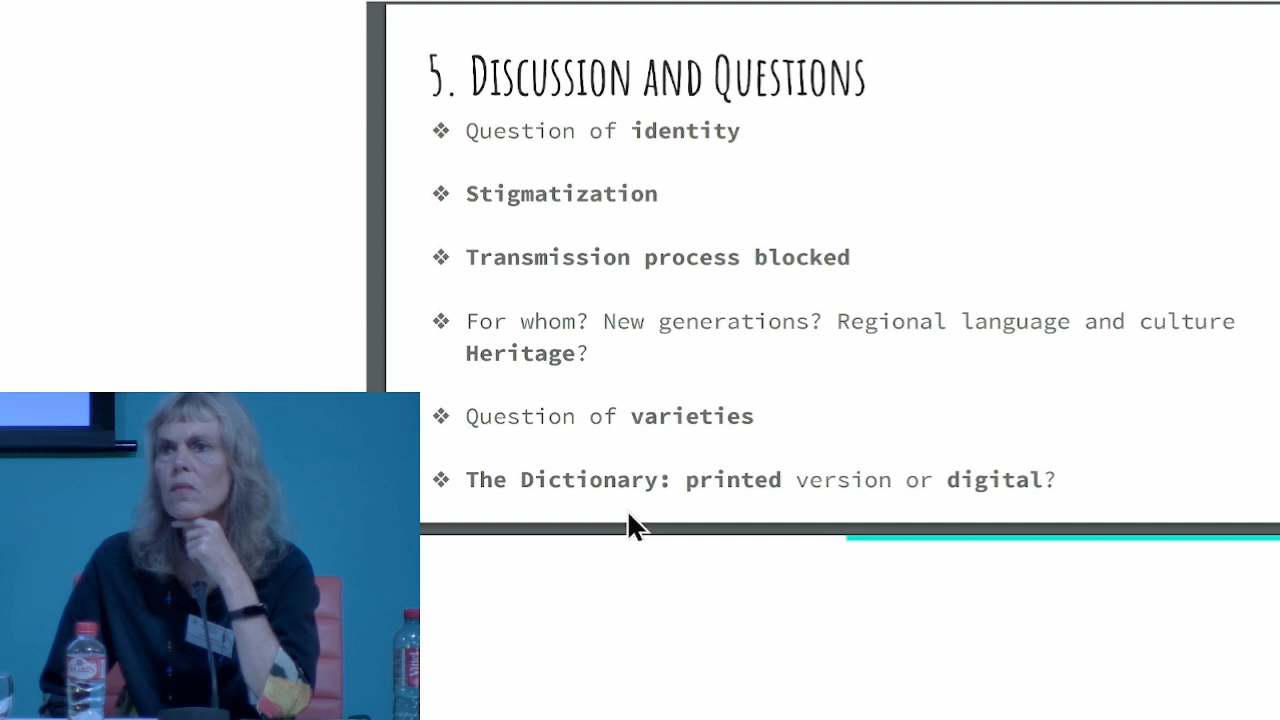 5. Discussion and Questions
❖ Question of identity
❖ Stigmatization
❖ Transmission process blocked
❖ For whom? New generations? Regional language and culture
Heritage?
❖ Question of varieties
❖ The Dictionary: printed version or digital?
Vittel